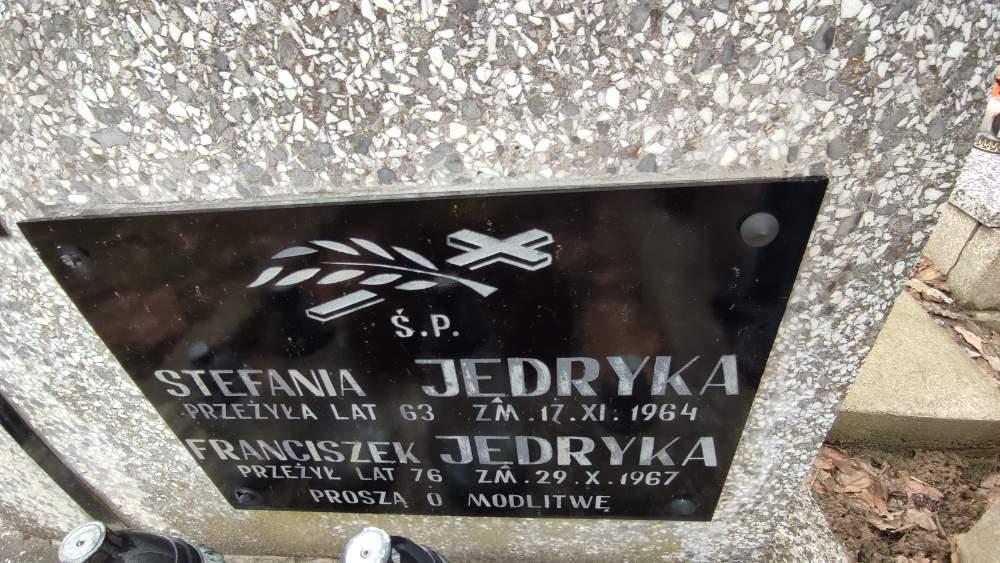 Ś.P.
STEFANIA JĘDRYKA
PRZEŻYŁA LAT 63 ZM. 17.XI.1964
FRANCISZEK JĘDRYKA
PRZEŻYŁ LAT 76 ZM. 29.X.1967
PROSZĄ O MODLITWĘ